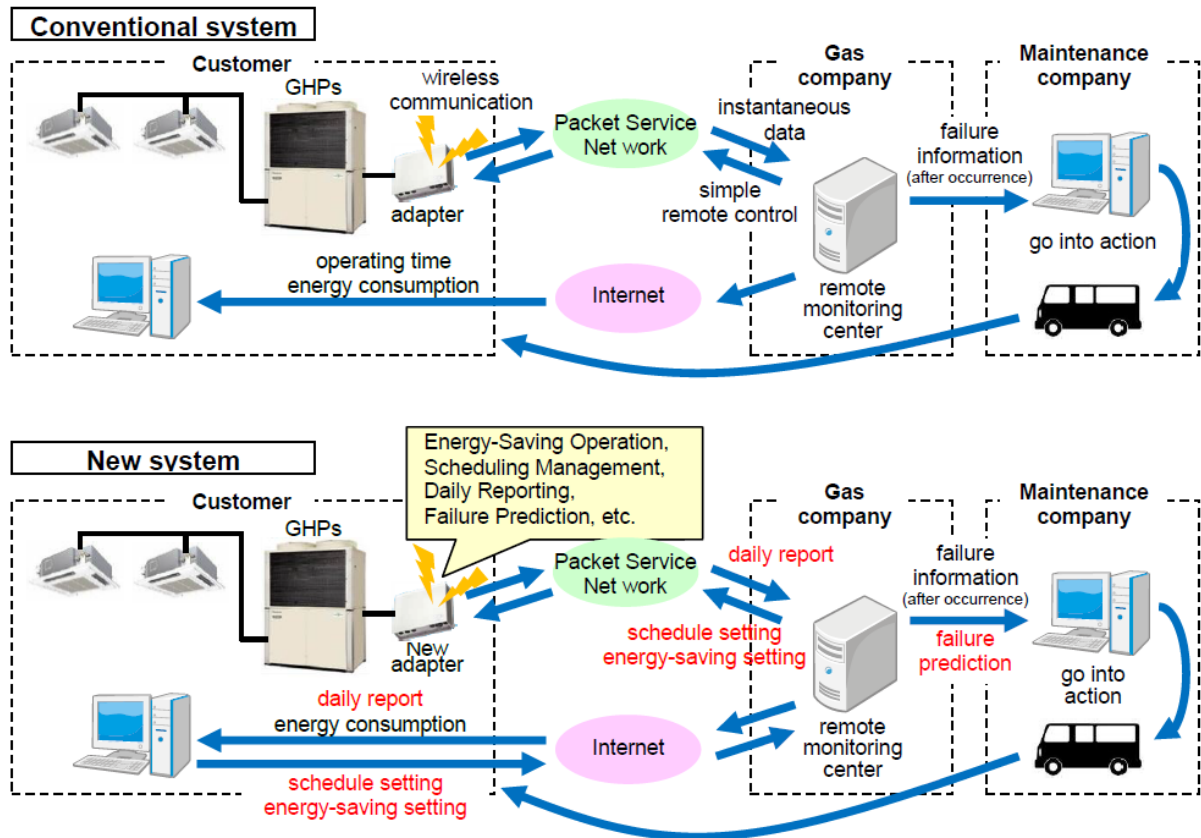 Conventional system
Customer
GHPs
wireless
communication
adapter
Packet Service
Net work
instantaneous
data
simple
remote control
Gas
company
failure
information
(after occurrence)
Maintenance
company
go into action
operating time
energy consumption
Internet
remote
monitoring
center
New system
Energy-Saving Operation,
Scheduling Management,
Daily Reporting,
Failure Prediction, etc.
Customer
GHPs
New
adapter
Packet Service
Net work
daily report
schedule setting
energy-saving setting
Gas
company
failure
information
(after occurrence)
failure
prediction
Maintenance
company
go into
action
daily report
energy consumption
Internet
schedule setting
energy-saving setting
remote
monitoring
center